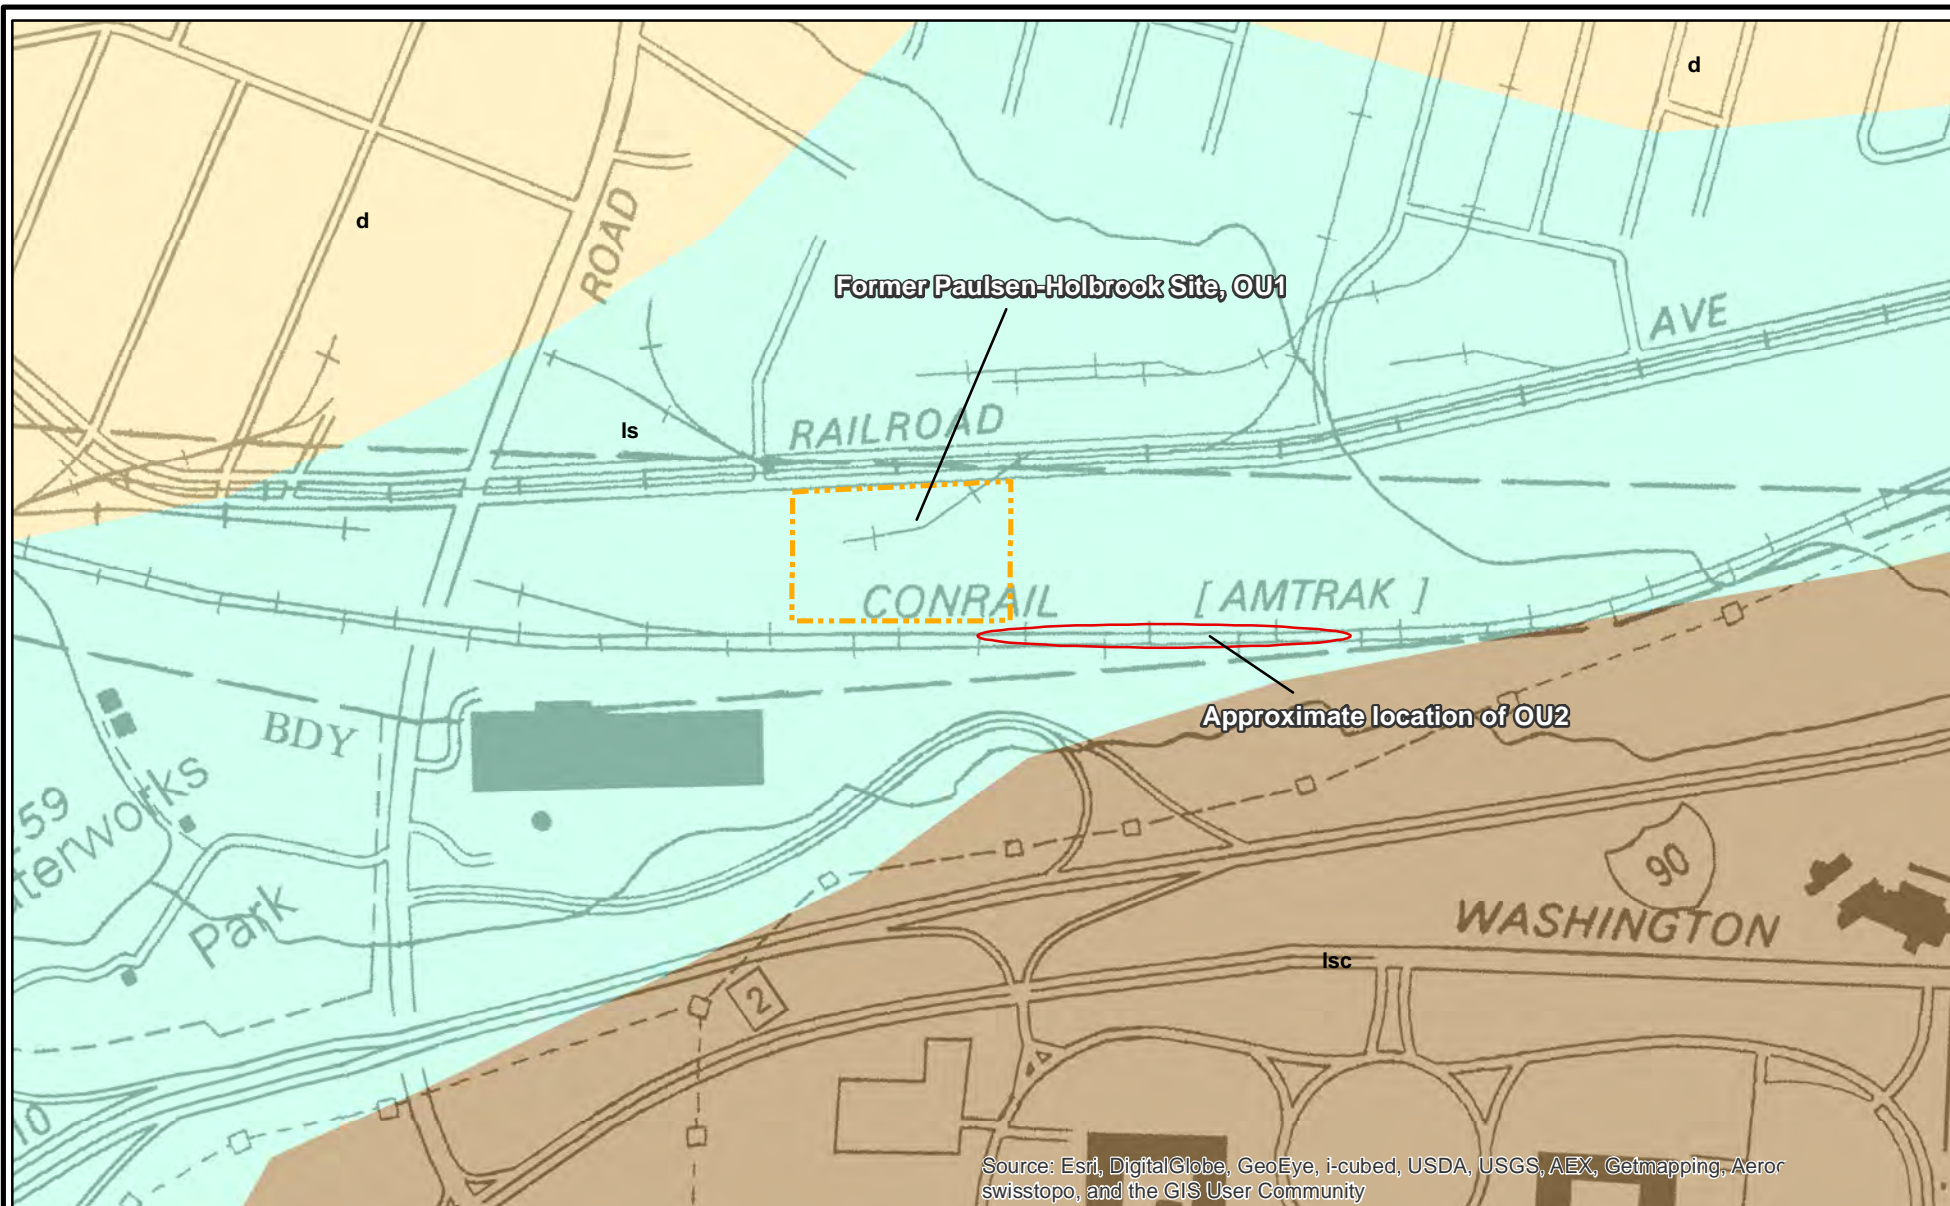 d
d
ROAD
Former Paulsen-Holbrook Site, OU1
AVE
RAILROAD
ls
CONRAIL [ AMTRAK ]
Approximate location of OU2
BDY
59
aterworks
Park
90
WASHINGTON
lsc
2
10
Source: Esri, DigitalGlobe, GeoEye, i-cubed, USDA, USGS, AEX, Getmapping, Aeror
swisstopo, and the GIS User Community